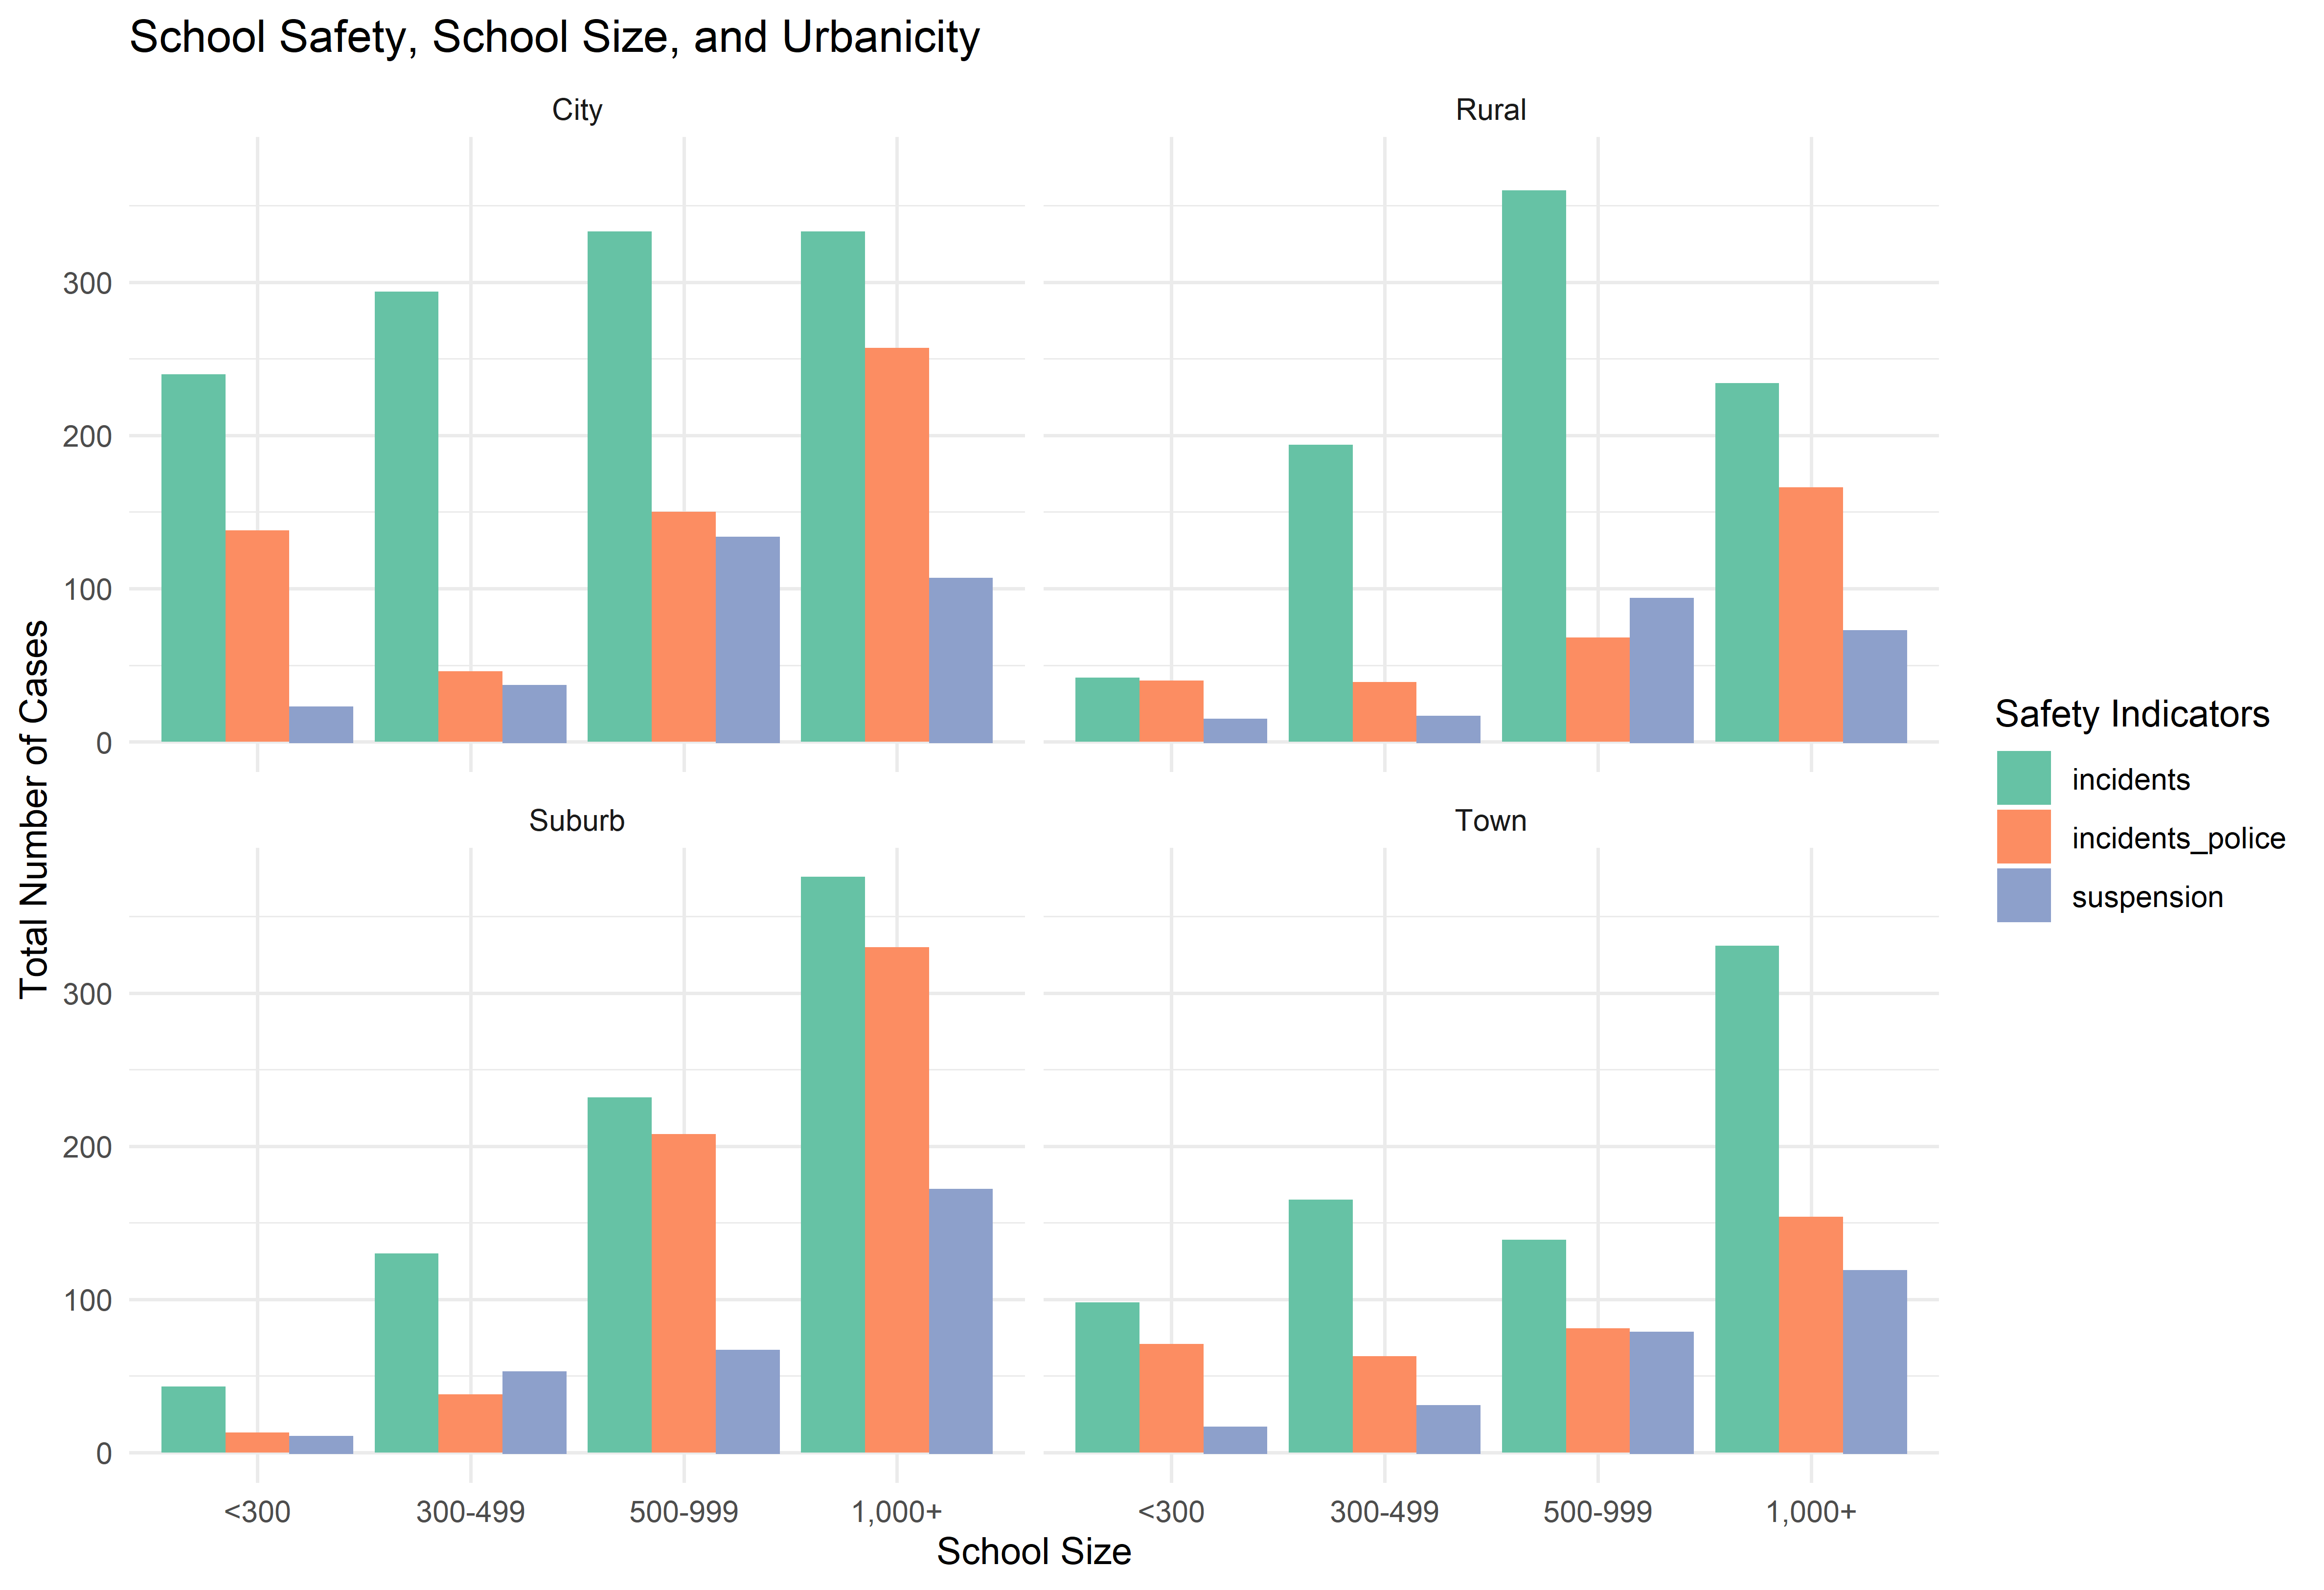 School Safety, School Size, and Urbanicity
City
Rural
300
200
100
0
Suburb
Town
300
200
100
0
<300
300-499
500-999
1,000+
<300
300-499
500-999
1,000+
School Size
Total Number of Cases
Safety Indicators
incidents
incidents_police
suspension